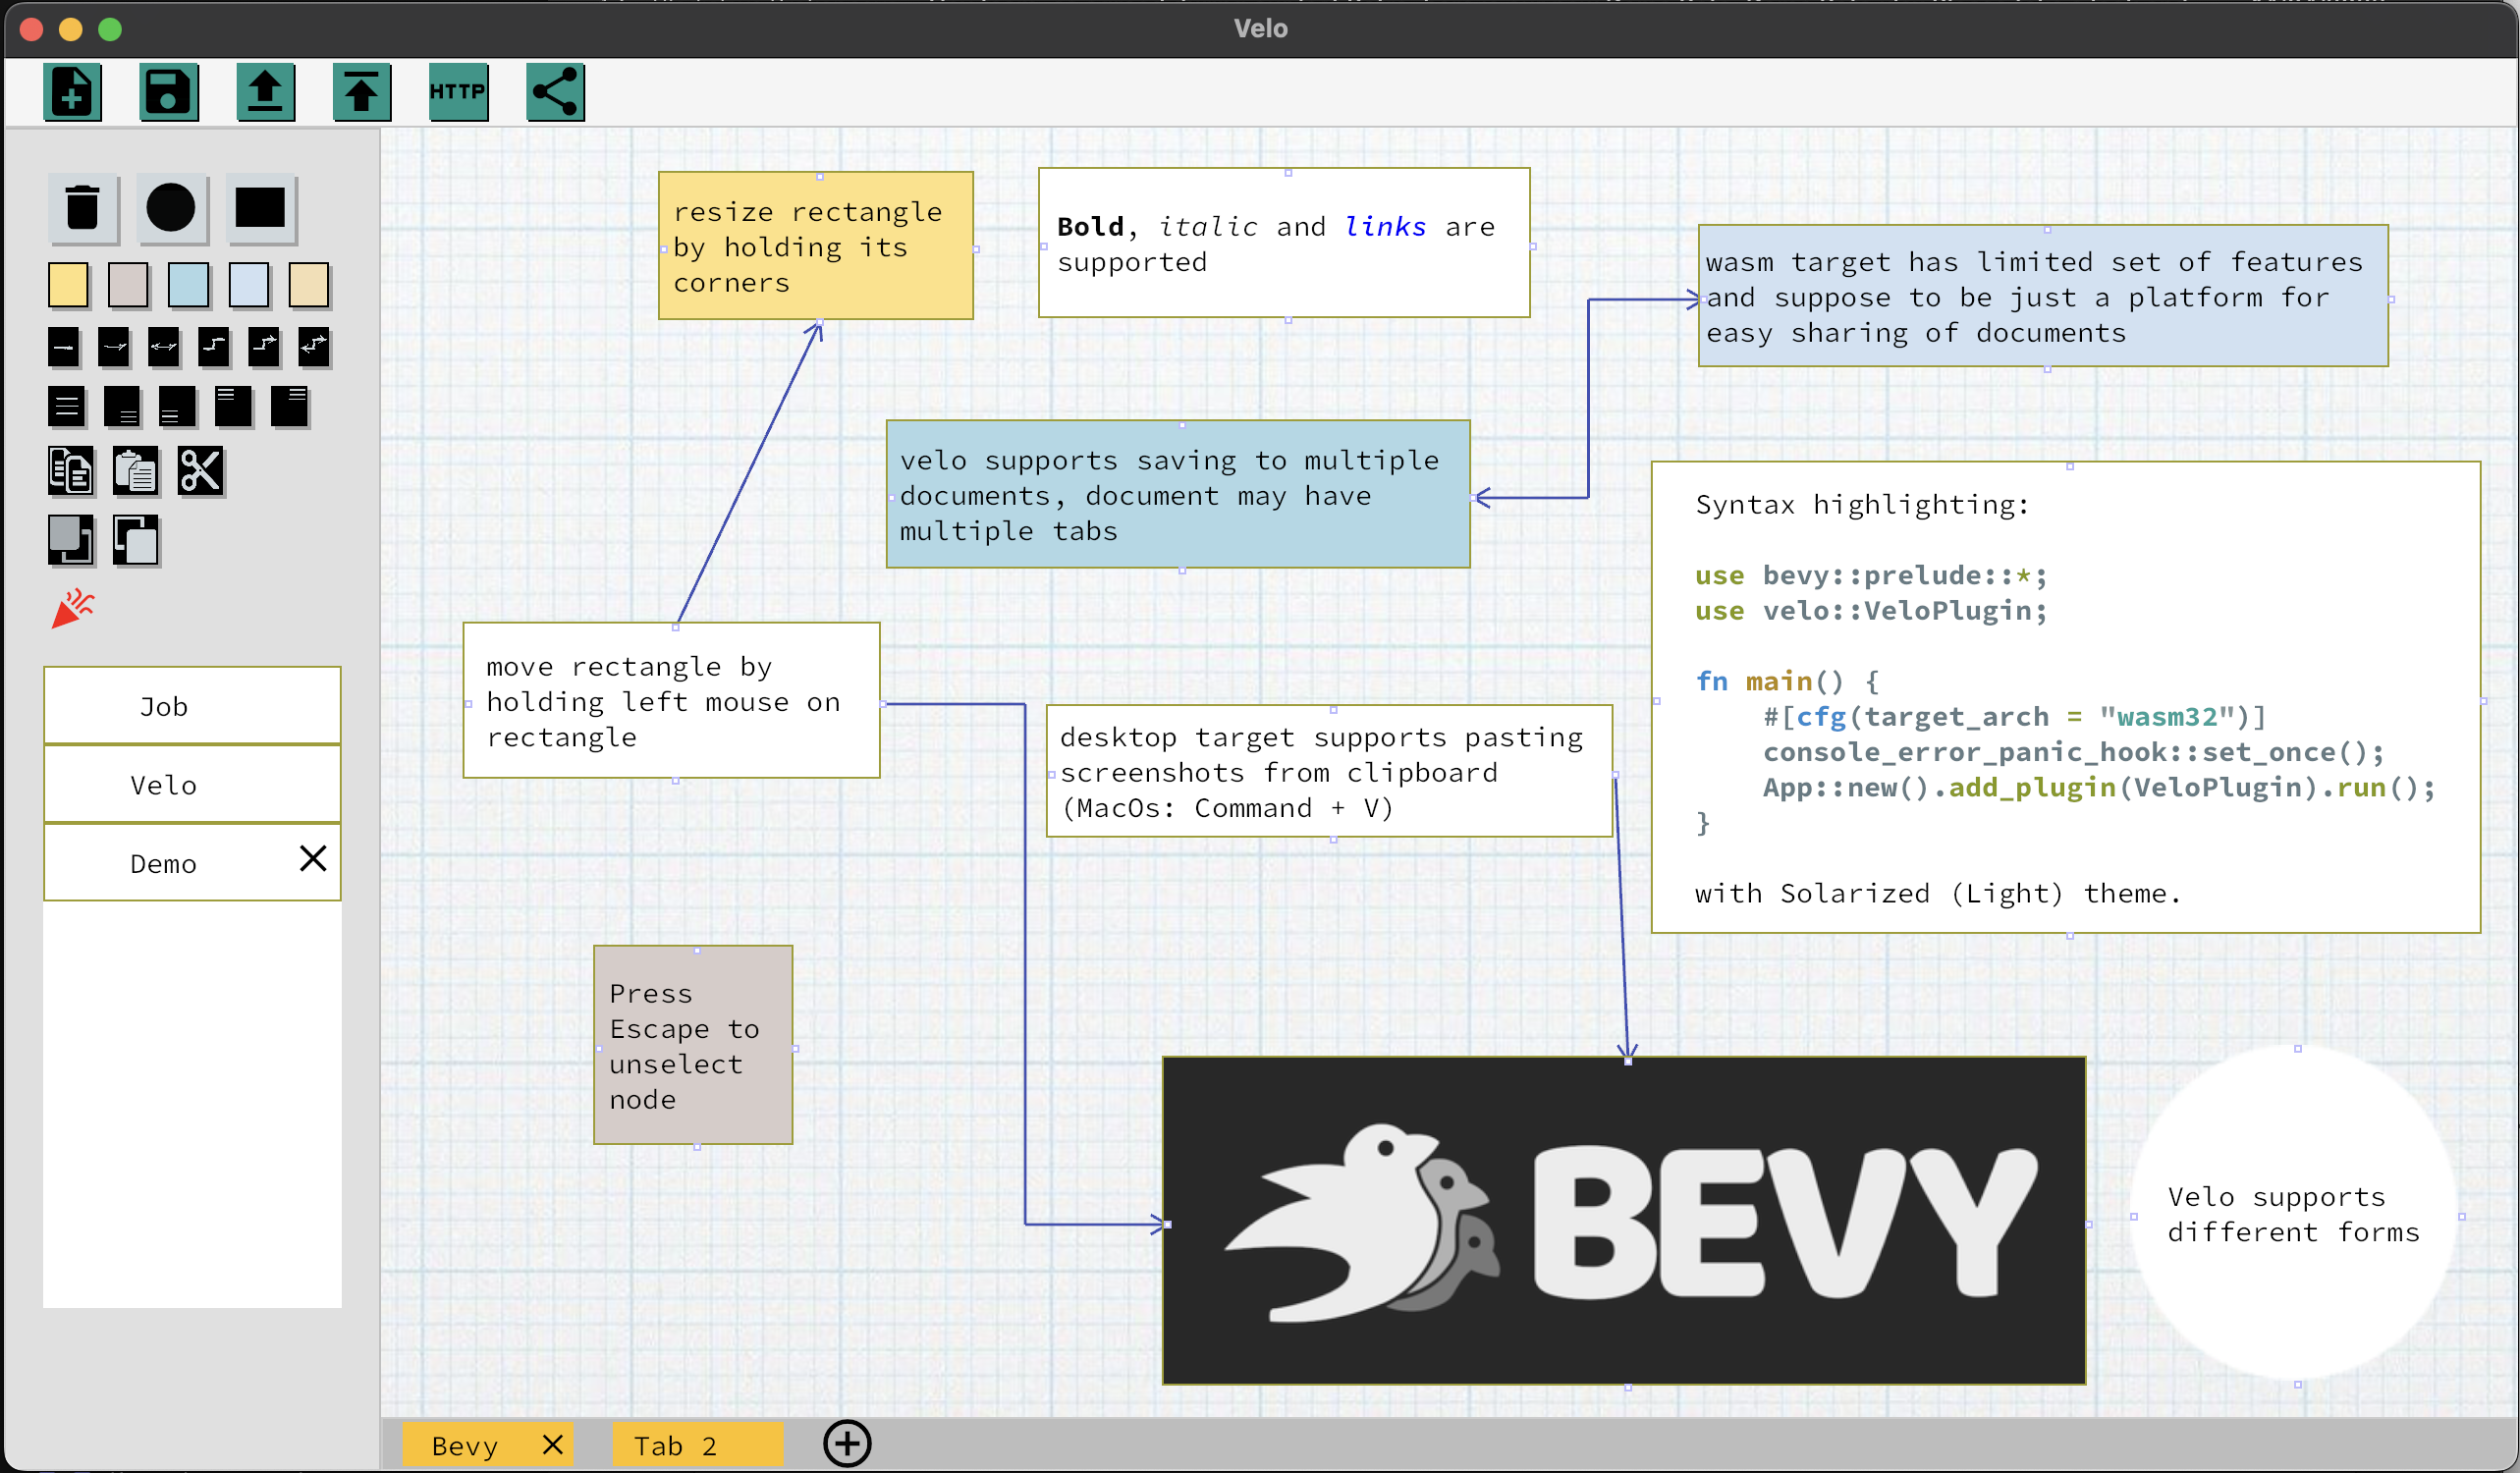 Velo
HTTP
resize rectangle
by holding its
corners
Bold, italic and links are
supported
wasm target has limited set of features
and suppose to be just a platform for
easy sharing of documents
velo supports saving to multiple
documents, document may have
multiple tabs
Syntax highlighting:
use bevy::prelude::*;
use velo::VeloPlugin;
fn main() {
    #[cfg(target_arch = "wasm32")]
    console_error_panic_hook::set_once();
    App::new().add_plugin(VeloPlugin).run();
}
with Solarized (Light) theme.
move rectangle by
holding left mouse on
rectangle
desktop target supports pasting
screenshots from clipboard
(MacOs: Command + V)
Job
Velo
Demo
Press
Escape to
unselect
node
BEVY
Velo supports
different forms
Bevy
Tab 2